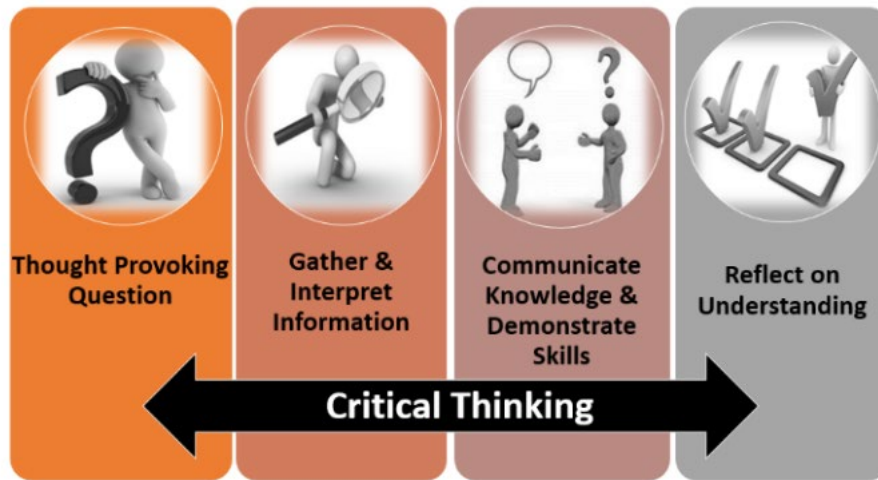 Thought Provoking
Question
Gather &
Interpret
Information
Communicate
Knowledge &
Demonstrate
Skills
Reflect on
Understanding
Critical Thinking